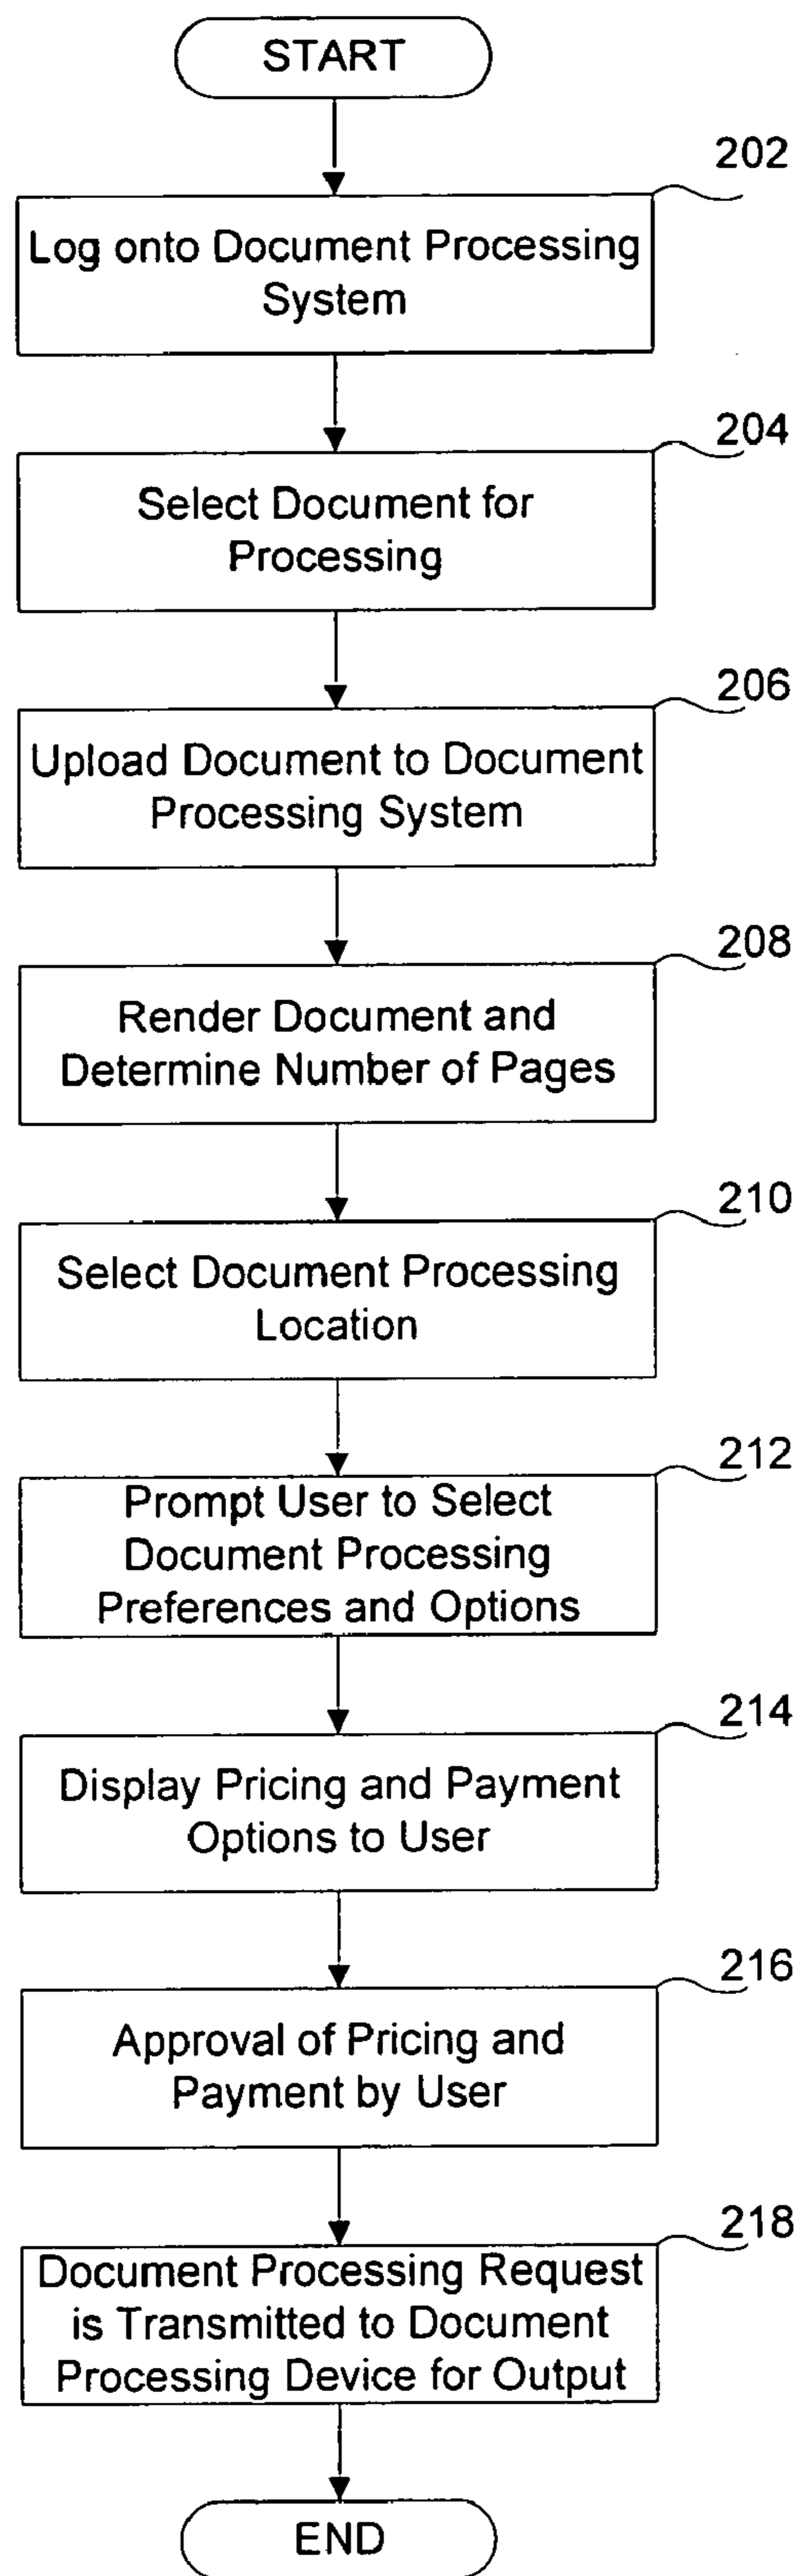 START
202
Log onto Document Processing
System
204
Select Document for
Processing
206
Upload Document to Document
Processing System
208
Render Document and
Determine Number of Pages
210
Select Document Processing
Location
212
Prompt User to Select
Document Processing
Preferences and Options
214
Display Pricing and Payment
Options to User
216
Approval of Pricing and
Payment by User
218
Document Processing Request
is Transmitted to Document
Processing Device for Output
END